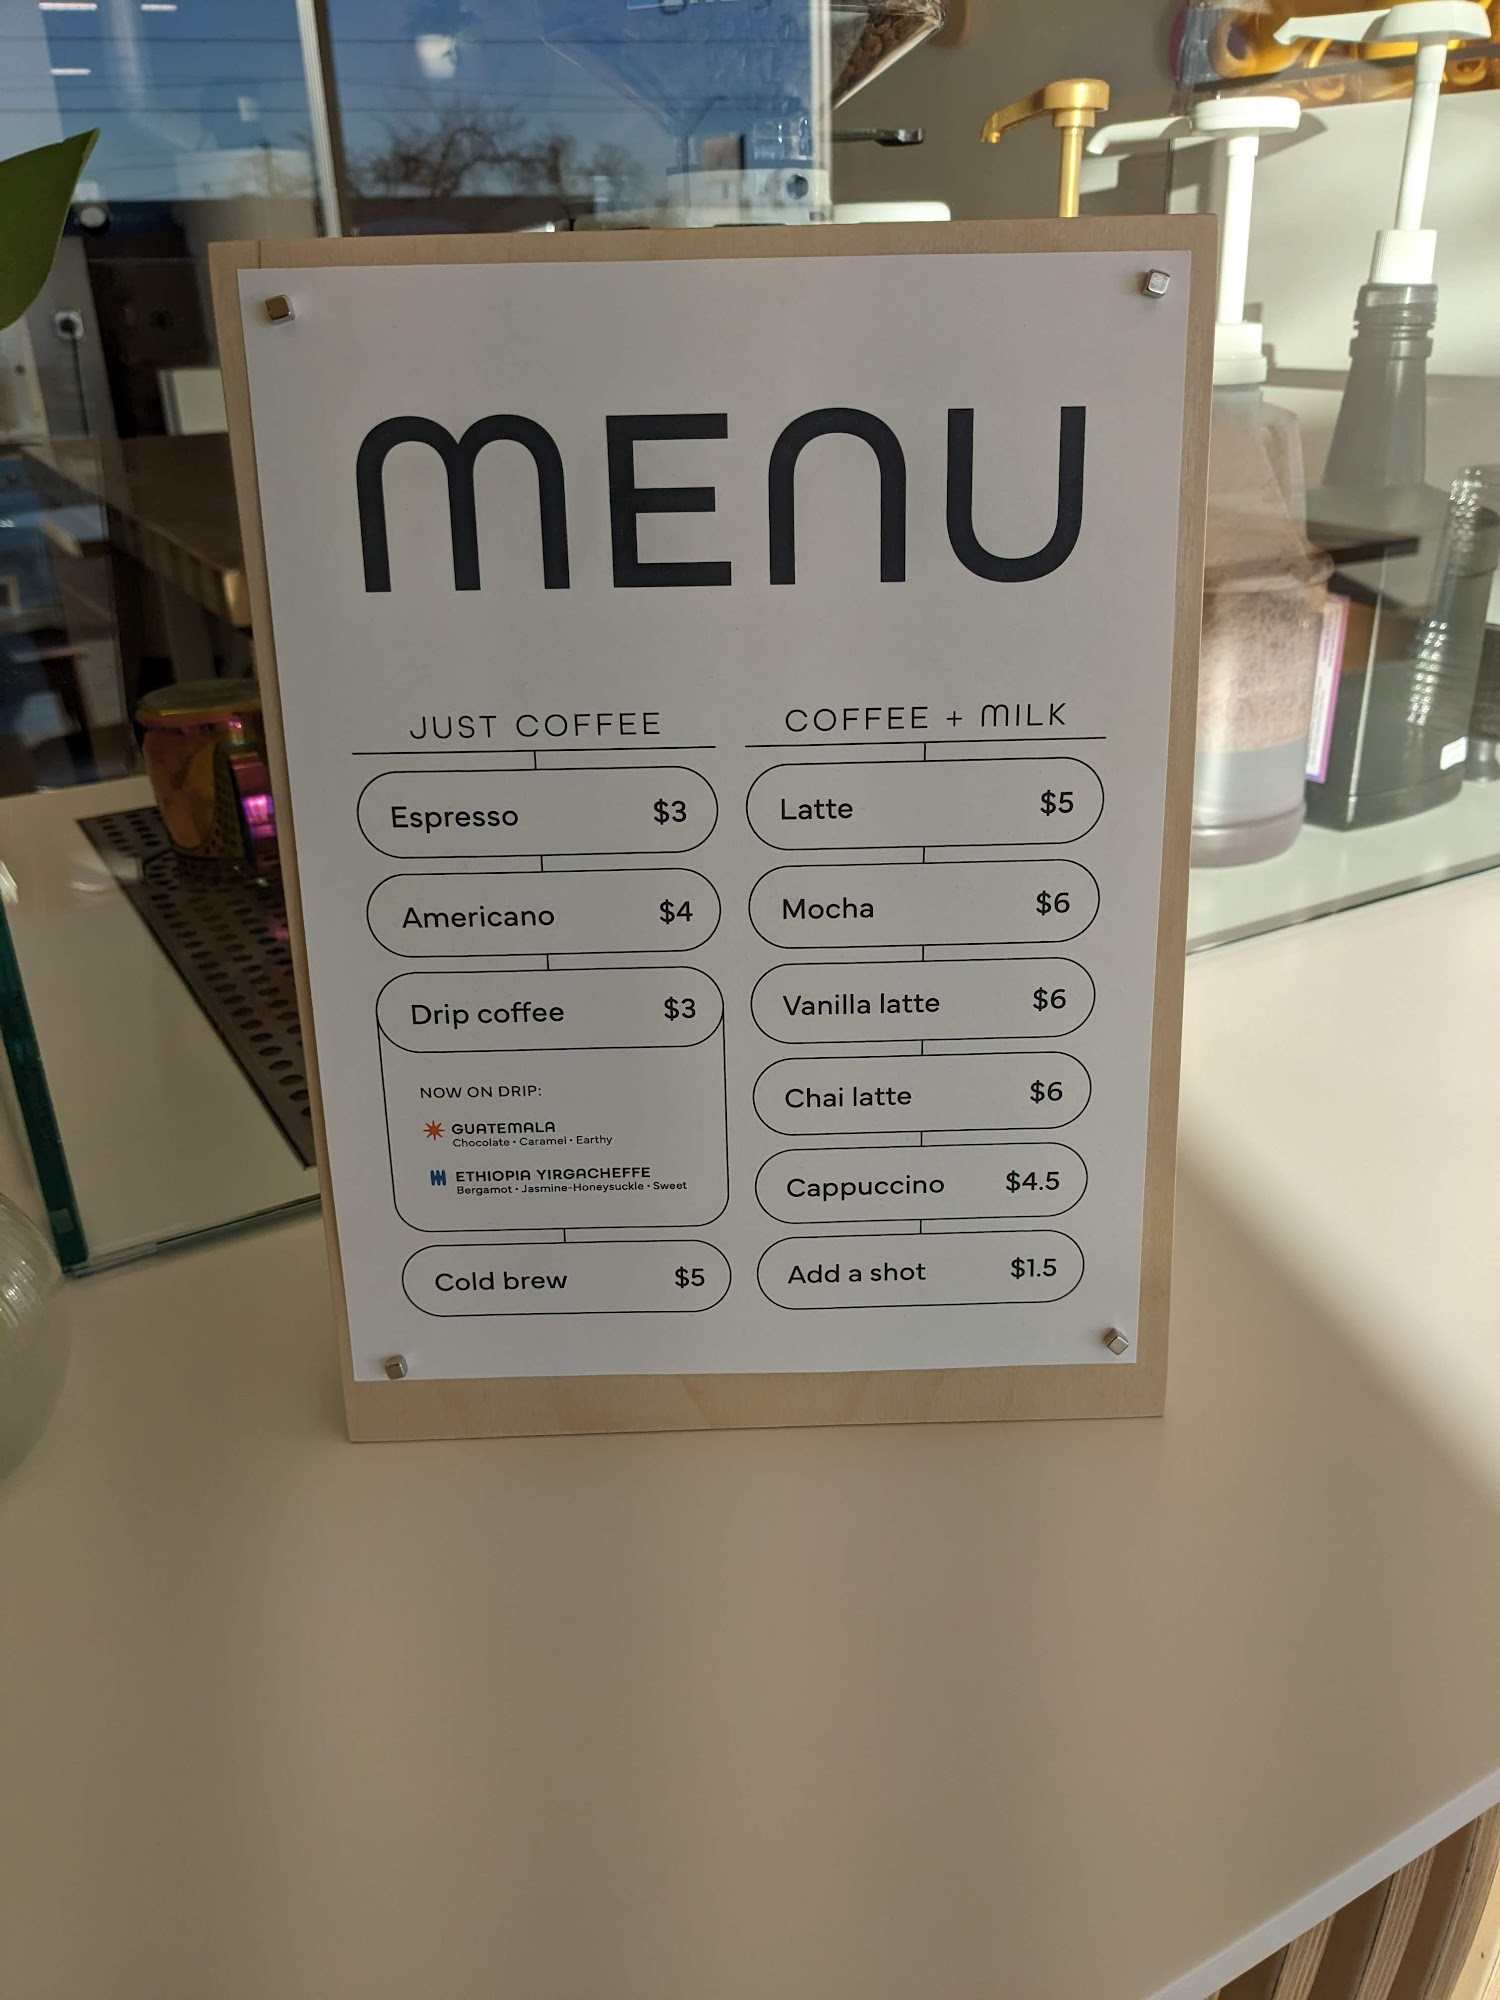 MENU
JUST COFFEE
Espresso $3
Americano $4
Drip coffee $3
NOW ON DRIP:
GUATEMALA
Chocolate • Caramel • Earthy
ETHIOPIA YIRGACHEFFE
Bergamot • Jasmine-Honeysuckle • Sweet
Cold brew $5
COFFEE + MILK
Latte $5
Mocha $6
Vanilla latte $6
Chai latte $6
Cappuccino $4.5
Add a shot $1.5